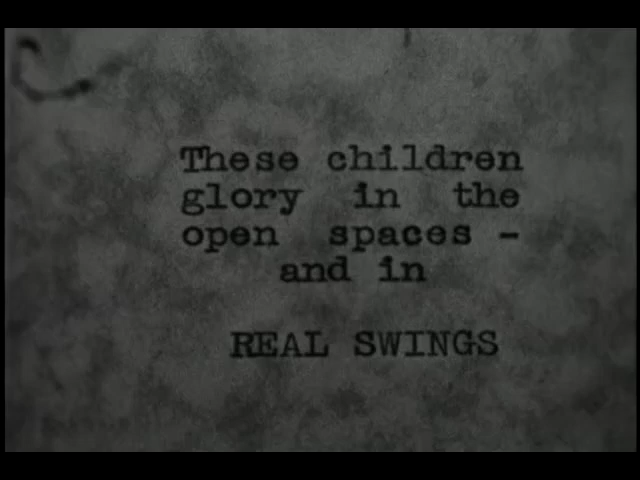 These children
glory in the
open spaces -
and in
REAL SWINGS